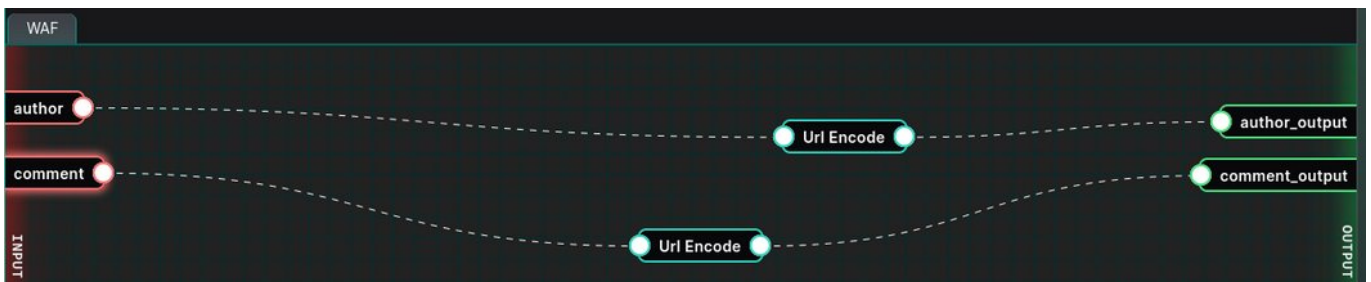 WAF
author
Url Encode
author_output
comment
comment_output
Url Encode
INPUT
OUTPUT